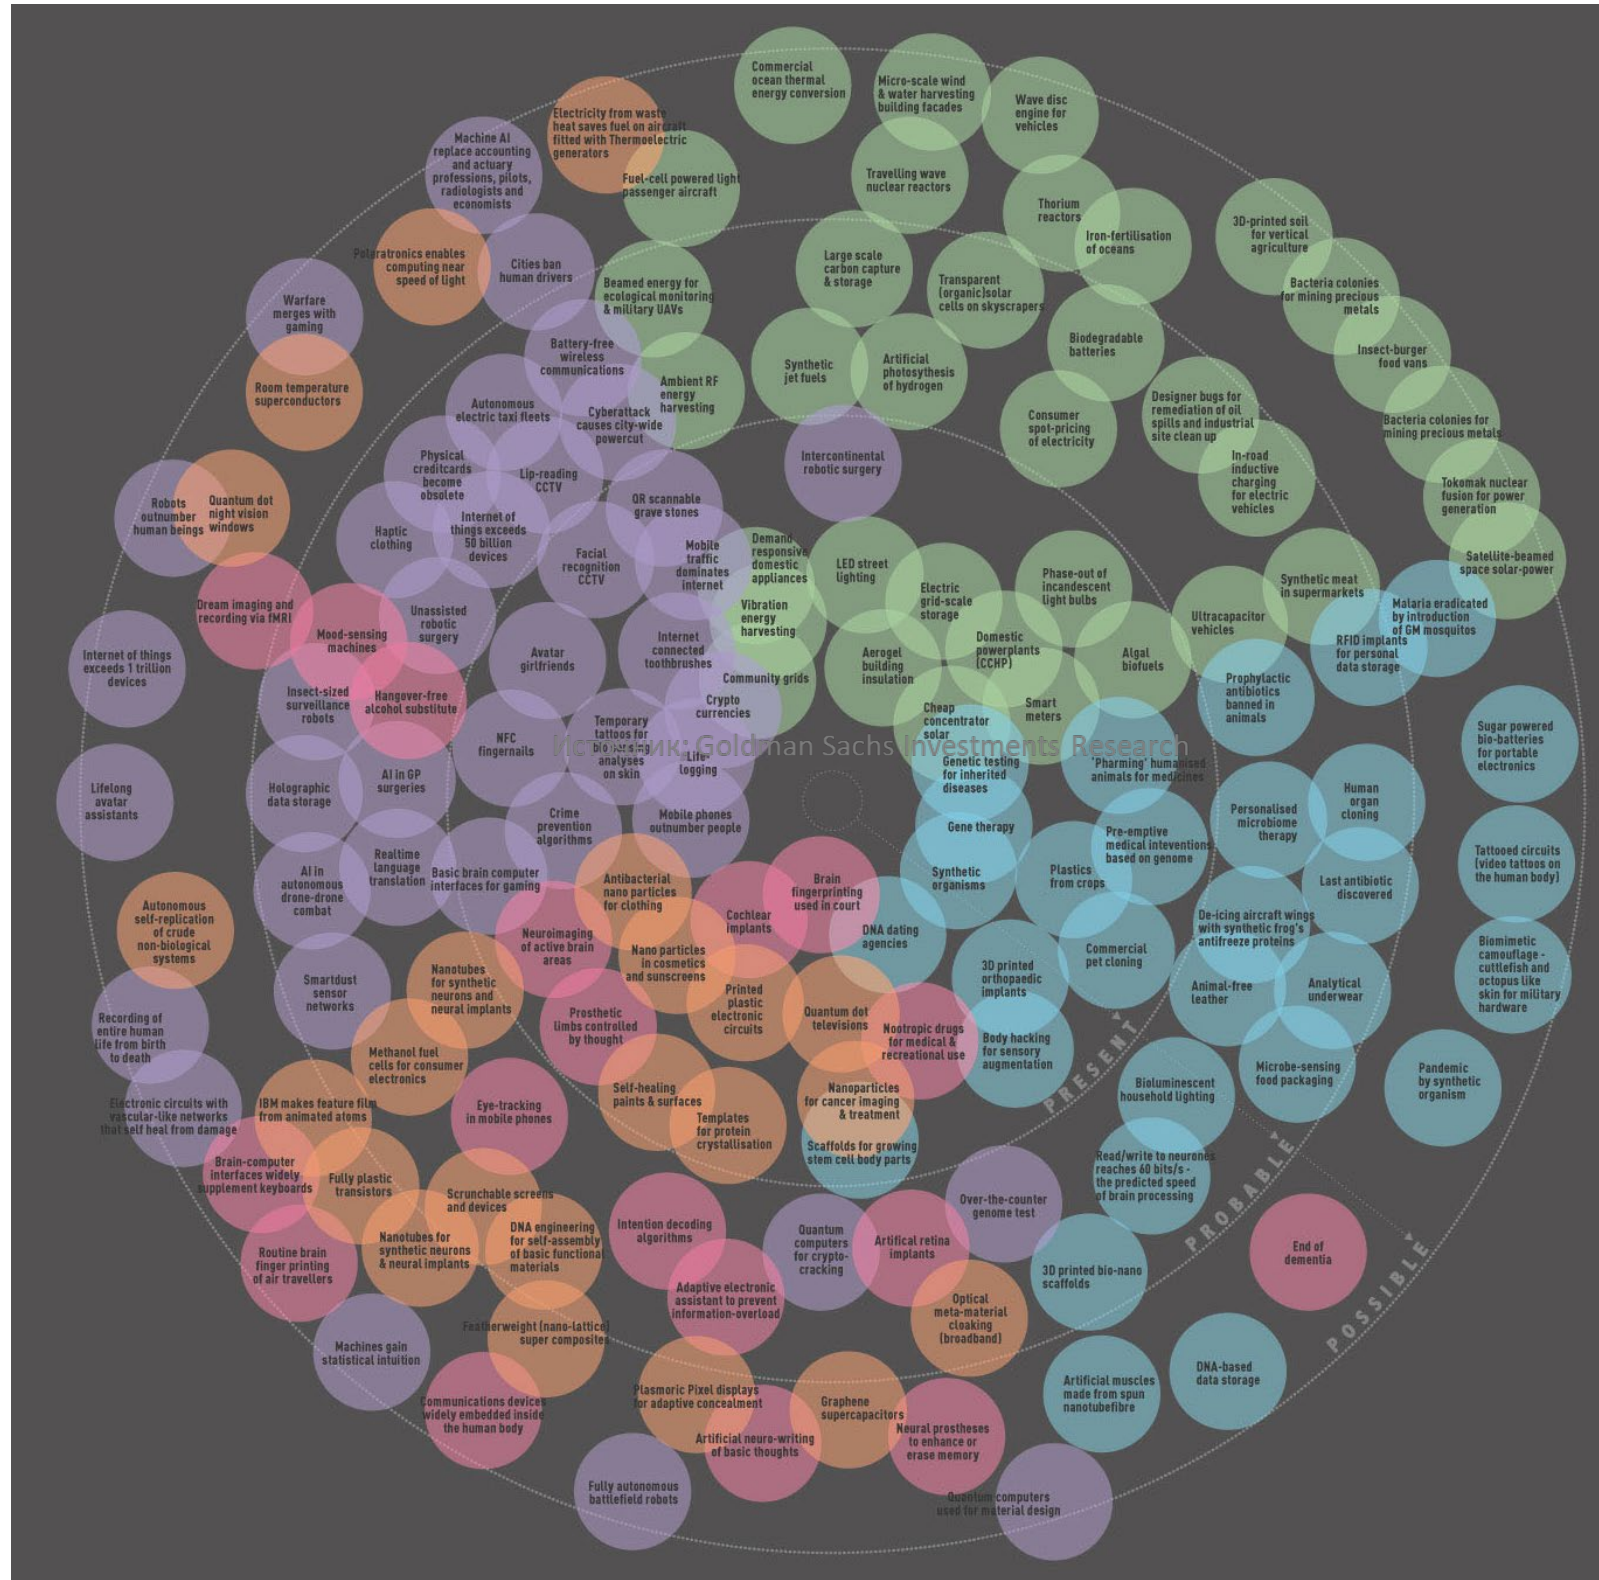 Commercial
ocean thermal
energy conversion
Micro-scale wind
& water harvesting
building facades
Wave disc
engine for
vehicles
Electricity from waste
heat saves fuel on aircraft
fitted with Thermoelectric
generators
Machine AI
replace accounting
and actuary
professions, pilots,
radiologists and
economists
Fuel-cell powered light
passenger aircraft
Travelling wave
nuclear reactors
Thorium
reactors
Iron-fertilisation
of oceans
3D-printed soil
for vertical
agriculture
Polaratronics enables
computing near
speed of light
Cities ban
human drivers
Beamed energy for
ecological monitoring
& military UAVs
Large scale
carbon capture
& storage
Transparent
(organic)solar
cells on skyscrapers
Bacteria colonies
for mining precious
metals
Warfare
merges with
gaming
Battery-free
wireless
communications
Synthetic
jet fuels
Artificial
photosythesis
of hydrogen
Biodegradable
batteries
Insect-burger
food vans
Room temperature
superconductors
Autonomous
electric taxi fleets
Cyberattack
causes city-wide
powercut
Ambient RF
energy
harvesting
Consumer
spot-pricing
of electricity
Designer bugs for
remediation of oil
spills and industrial
site clean up
Bacteria colonies for
mining precious metals
Physical
creditcards
become
obsolete
Lip-reading
CCTV
Intercontinental
robotic surgery
In-road
inductive
charging
for electric
vehicles
Tokomak nuclear
fusion for power
generation
Robots
outnumber
human beings
Quantum dot
night vision
windows
Haptic
clothing
Internet of
things exceeds
50 billion
devices
QR scannable
grave stones
Facial
recognition
CCTV
Mobile
traffic
dominates
internet
Demand
responsive
domestic
appliances
LED street
lighting
Electric
grid-scale
storage
Phase-out of
incandescent
light bulbs
Synthetic meat
in supermarkets
Satellite-beamed
space solar-power
Dream imaging and
recording via fMRI
Mood-sensing
machines
Unassisted
robotic
surgery
Vibration
energy
harvesting
Ultracapacitor
vehicles
Malaria eradicated
by introduction
of GM mosquitos
RFID implants
for personal
data storage
Internet of things
exceeds 1 trillion
devices
Avatar
girlfriends
Internet
connected
toothbrushes
Community grids
Aerogel
building
insulation
Domestic
powerplants
(CCHP)
Algal
biofuels
Prophylactic
antibiotics
banned in
animals
Insect-sized
surveillance
robots
Hangover-free
alcohol substitute
Crypto
currencies
Cheap
concentrator
solar
Smart
meters
Sugar powered
bio-batteries
for portable
electronics
NFC
fingernails
Temporary
tattoos for
biosensing
analyses
on skin
Life-
logging
Источник: Goldman Sachs Investments Research
Genetic testing
for inherited
diseases
'Pharming' humanised
animals for medicines
Lifelong
avatar
assistants
Holographic
data storage
AI in GP
surgeries
Crime
prevention
algorithms
Mobile phones
outnumber people
Gene therapy
Pre-emptive
medical inteventions
based on genome
Personalised
microbiome
therapy
Human
organ
cloning
Tattooed circuits
(video tattoos on
the human body)
AI in
autonomous
drone-drone
combat
Realtime
language
translation
Basic brain computer
interfaces for gaming
Antibacterial
nano particles
for clothing
Brain
fingerprinting
used in court
Synthetic
organisms
Plastics
from crops
Last antibiotic
discovered
Autonomous
self-replication
of crude
non-biological
systems
Neuroimaging
of active brain
areas
Cochlear
implants
DNA dating
agencies
De-icing aircraft wings
with synthetic frog's
antifreeze proteins
Nano particles
in cosmetics
and sunscreens
Commercial
pet cloning
Biomimetic
camouflage -
cuttlefish and
octopus like
skin for military
hardware
Smartdust
sensor
networks
Nanotubes
for synthetic
neurons and
neural implants
3D printed
orthopaedic
implants
Animal-free
leather
Analytical
underwear
Recording of
entire human
life from birth
to death
Prosthetic
limbs controlled
by thought
Printed
plastic
electronic
circuits
Quantum dot
televisions
Nootropic drugs
for medical &
recreational use
Body hacking
for sensory
augmentation
PRESENT
Methanol fuel
cells for consumer
electronics
Microbe-sensing
food packaging
Pandemic
by synthetic
organism
Electronic circuits with
vascular-like networks
that self heal from damage
IBM makes feature film
from animated atoms
Eye-tracking
in mobile phones
Self-healing
paints & surfaces
Templates
for protein
crystallisation
Nanoparticles
for cancer imaging
& treatment
Scaffolds for growing
stem cell body parts
Bioluminescent
household lighting
Brain-computer
interfaces widely
supplement keyboards
Fully plastic
transistors
Scrunchable screens
and devices
Read/write to neurones
reaches 60 bits/s -
the predicted speed
of brain processing
PROBABLE
Over-the-counter
genome test
Routine brain
finger printing
of air travellers
Nanotubes for
synthetic neurons
& neural implants
DNA engineering
for self-assembly
of basic functional
materials
Intention decoding
algorithms
Quantum
computers
for crypto-
cracking
Artifical retina
implants
End of
dementia
3D printed bio-nano
scaffolds
POSSIBLE
Adaptive electronic
assistant to prevent
information-overload
Optical
meta-material
cloaking
(broadband)
Featherweight (nano-lattice)
super composites
Machines gain
statistical intuition
DNA-based
data storage
Artificial muscles
made from spun
nanotubefibre
Communications devices
widely embedded inside
the human body
Plasmoric Pixel displays
for adaptive concealment
Graphene
supercapacitors
Artificial neuro-writing
of basic thoughts
Neural prostheses
to enhance or
erase memory
Fully autonomous
battlefield robots
Quantum computers
used for material design